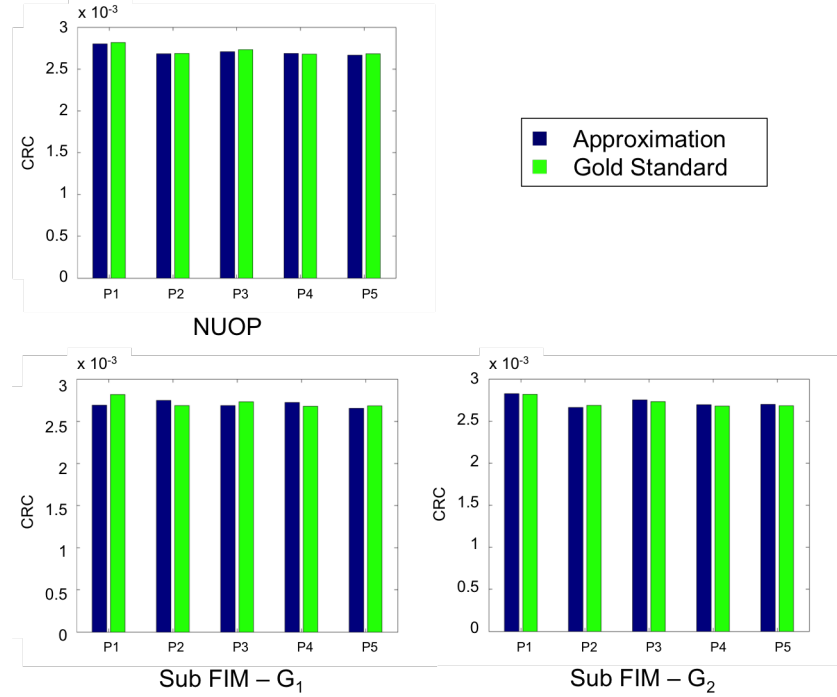 x 10⁻³
3
2.5
2
1.5
1
0.5
0
CRC
P1 P2 P3 P4 P5
NUOP
Approximation
Gold Standard
x 10⁻³
3
2.5
2
1.5
1
0.5
0
CRC
P1 P2 P3 P4 P5
Sub FIM – G₁
x 10⁻³
3
2.5
2
1.5
1
0.5
0
CRC
P1 P2 P3 P4 P5
Sub FIM – G₂